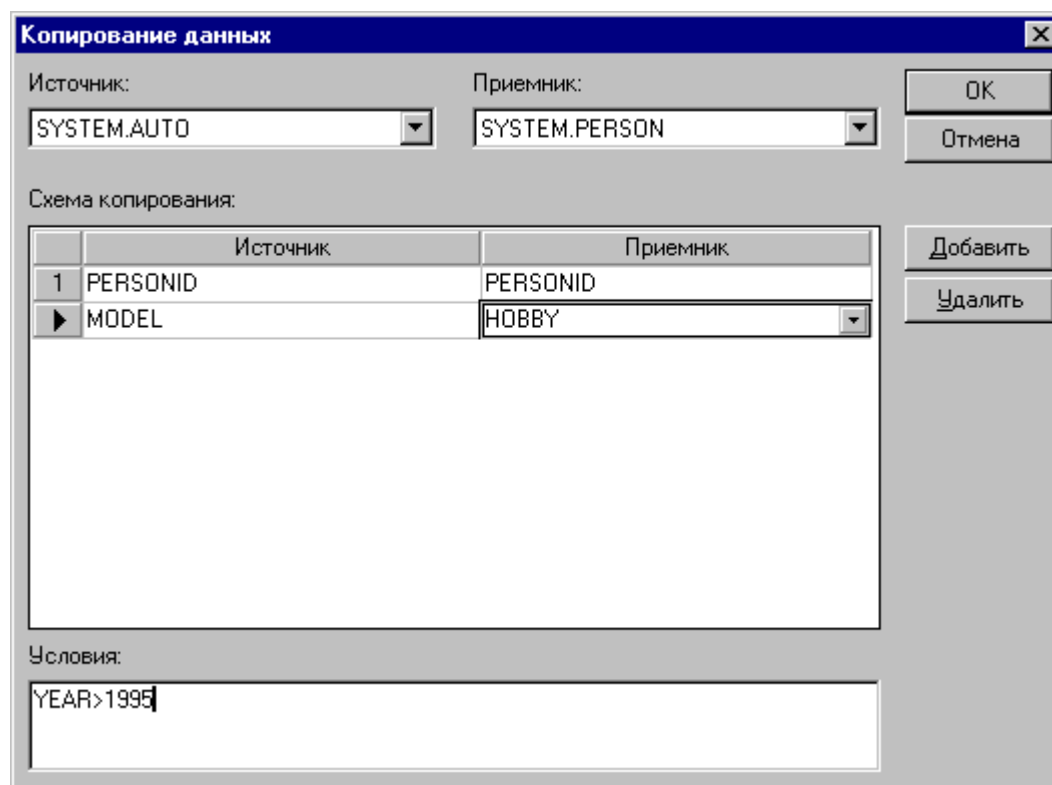 Копирование данных
Источник: Приемник: OK
SYSTEM.AUTO SYSTEM.PERSON
Отмена
Схема копирования:
Источник Приемник Добавить
1 PERSONID PERSONID
Удалить
MODEL HOBBY
Условия:
YEAR>1995